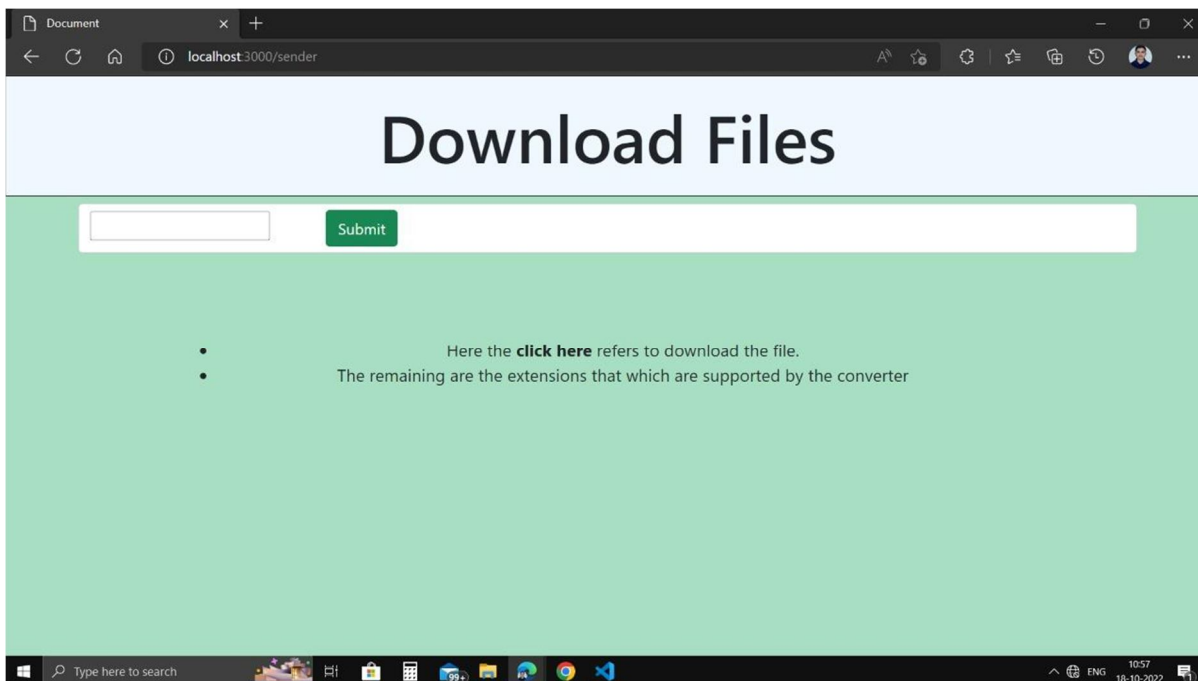 Document
localhost:3000/sender
Download Files
Submit
Here the click here refers to download the file.
The remaining are the extensions that which are supported by the converter
Type here to search
99+
ENG
10:57
18-10-2022